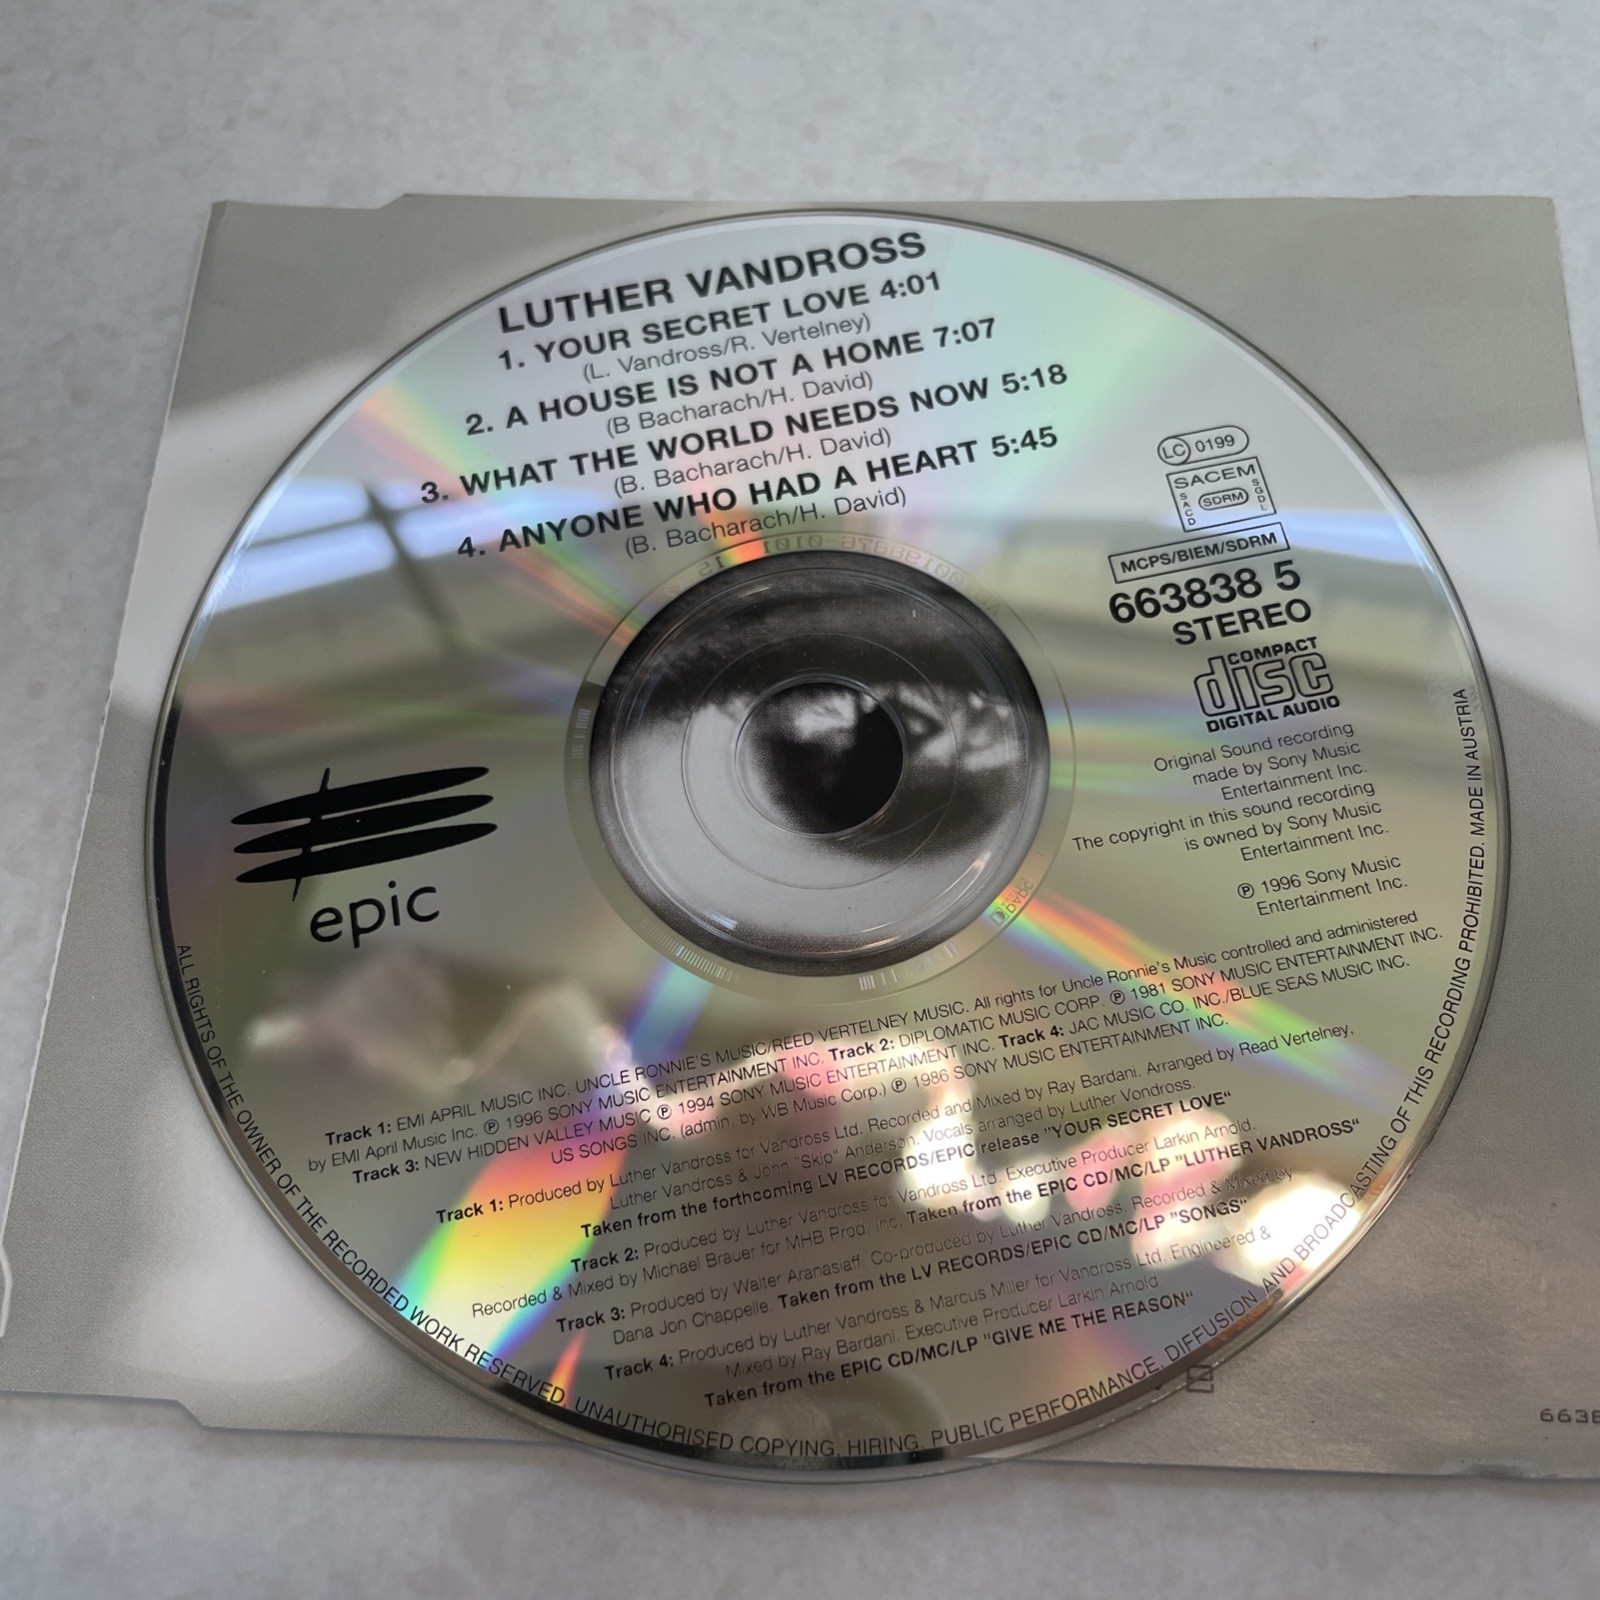 LUTHER VANDROSS
1. YOUR SECRET LOVE 4:01
(L. Vandross/R. Vertelney)
2. A HOUSE IS NOT A HOME 7:07
(B Bacharach/H. David)
3. WHAT THE WORLD NEEDS NOW 5:18
(B. Bacharach/H. David)
4. ANYONE WHO HAD A HEART 5:45
(B. Bacharach/H. David)
LC 0199
SACEM
SACD SDRM SGDL
MCPS/BIEM/SDRM
663838 5
STEREO
COMPACT
disc
DIGITAL AUDIO
Original Sound recording
made by Sony Music
Entertainment Inc.
The copyright in this sound recording
is owned by Sony Music
Entertainment Inc.
℗ 1996 Sony Music
Entertainment Inc.
epic
Track 1: EMI APRIL MUSIC INC. UNCLE RONNIE'S MUSIC/REED VERTELNEY MUSIC. All rights for Uncle Ronnie's Music controlled and administered
by EMI April Music Inc. ℗ 1996 SONY MUSIC ENTERTAINMENT INC. Track 2: DIPLOMATIC MUSIC CORP. ℗ 1981 SONY MUSIC ENTERTAINMENT INC.
Track 3: NEW HIDDEN VALLEY MUSIC ℗ 1994 SONY MUSIC ENTERTAINMENT INC. Track 4: JAC MUSIC CO. INC./BLUE SEAS MUSIC INC.
US SONGS INC. (admin. by WB Music Corp.) ℗ 1986 SONY MUSIC ENTERTAINMENT INC.
Track 1: Produced by Luther Vandross for Vandross Ltd. Recorded and Mixed by Ray Bardani. Arranged by Read Vertelney,
Luther Vandross & John "Skip" Anderson. Vocals arranged by Luther Vondross.
Taken from the forthcoming LV RECORDS/EPIC release "YOUR SECRET LOVE"
Track 2: Produced by Luther Vandross for Vandross Ltd. Executive Producer Larkin Arnold.
Recorded & Mixed by Michael Brauer for MHB Prod. Inc. Taken from the EPIC CD/MC/LP "LUTHER VANDROSS"
Track 3: Produced by Walter Aranasiaff. Co-produced by Luther Vandross. Recorded & Mixed by
Dana Jon Chappelle. Taken from the LV RECORDS/EPIC CD/MC/LP "SONGS"
Track 4: Produced by Luther Vandross & Marcus Miller for Vandross Ltd. Engineered &
Mixed by Ray Bardani. Executive Producer Larkin Arnold.
Taken from the EPIC CD/MC/LP "GIVE ME THE REASON"
ALL RIGHTS OF THE OWNER OF THE RECORDED WORK RESERVED. UNAUTHORISED COPYING, HIRING, PUBLIC PERFORMANCE, DIFFUSION AND BROADCASTING OF THIS RECORDING PROHIBITED. MADE IN AUSTRIA
DADC